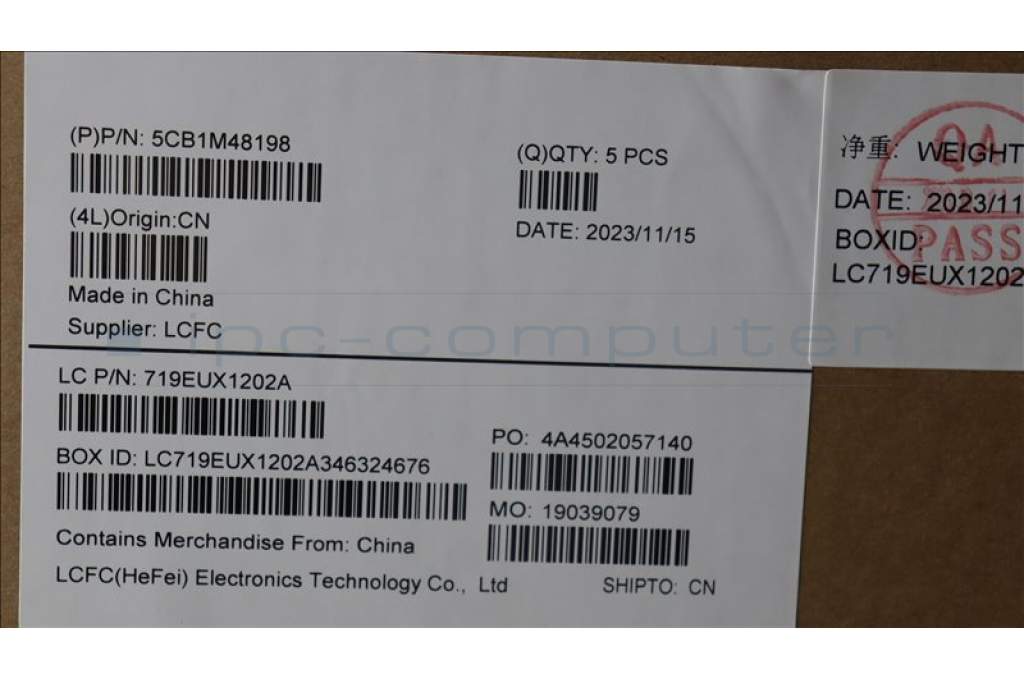 (P)P/N: 5CB1M48198
(Q)QTY: 5 PCS
(4L)Origin:CN
DATE: 2023/11/15
Made in China
Supplier: LCFC
ipc-computer
LC P/N: 719EUX1202A
BOX ID: LC719EUX1202A346324676
PO: 4A4502057140
MO: 19039079
Contains Merchandise From: China
LCFC(HeFei) Electronics Technology Co., Ltd
SHIPTO: CN
净重: WEIGHT
DATE: 2023/11
BOXID:
LC719EUX1202
QA
PASS